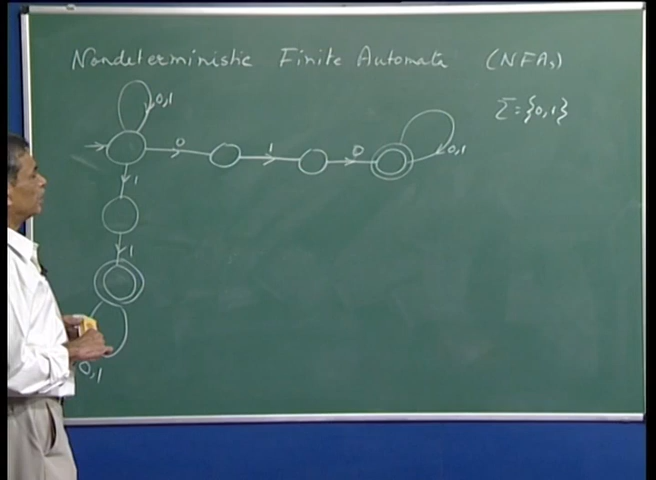 Nondeterministic Finite Automata (NFAs)
Σ={0,1}
0,1
0 1 0 0,1
1
1
0,1